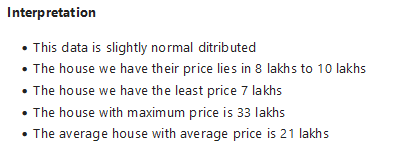 Interpretation
• This data is slightly normal ditributed
• The house we have their price lies in 8 lakhs to 10 lakhs
• The house we have the least price 7 lakhs
• The house with maximum price is 33 lakhs
• The average house with average price is 21 lakhs